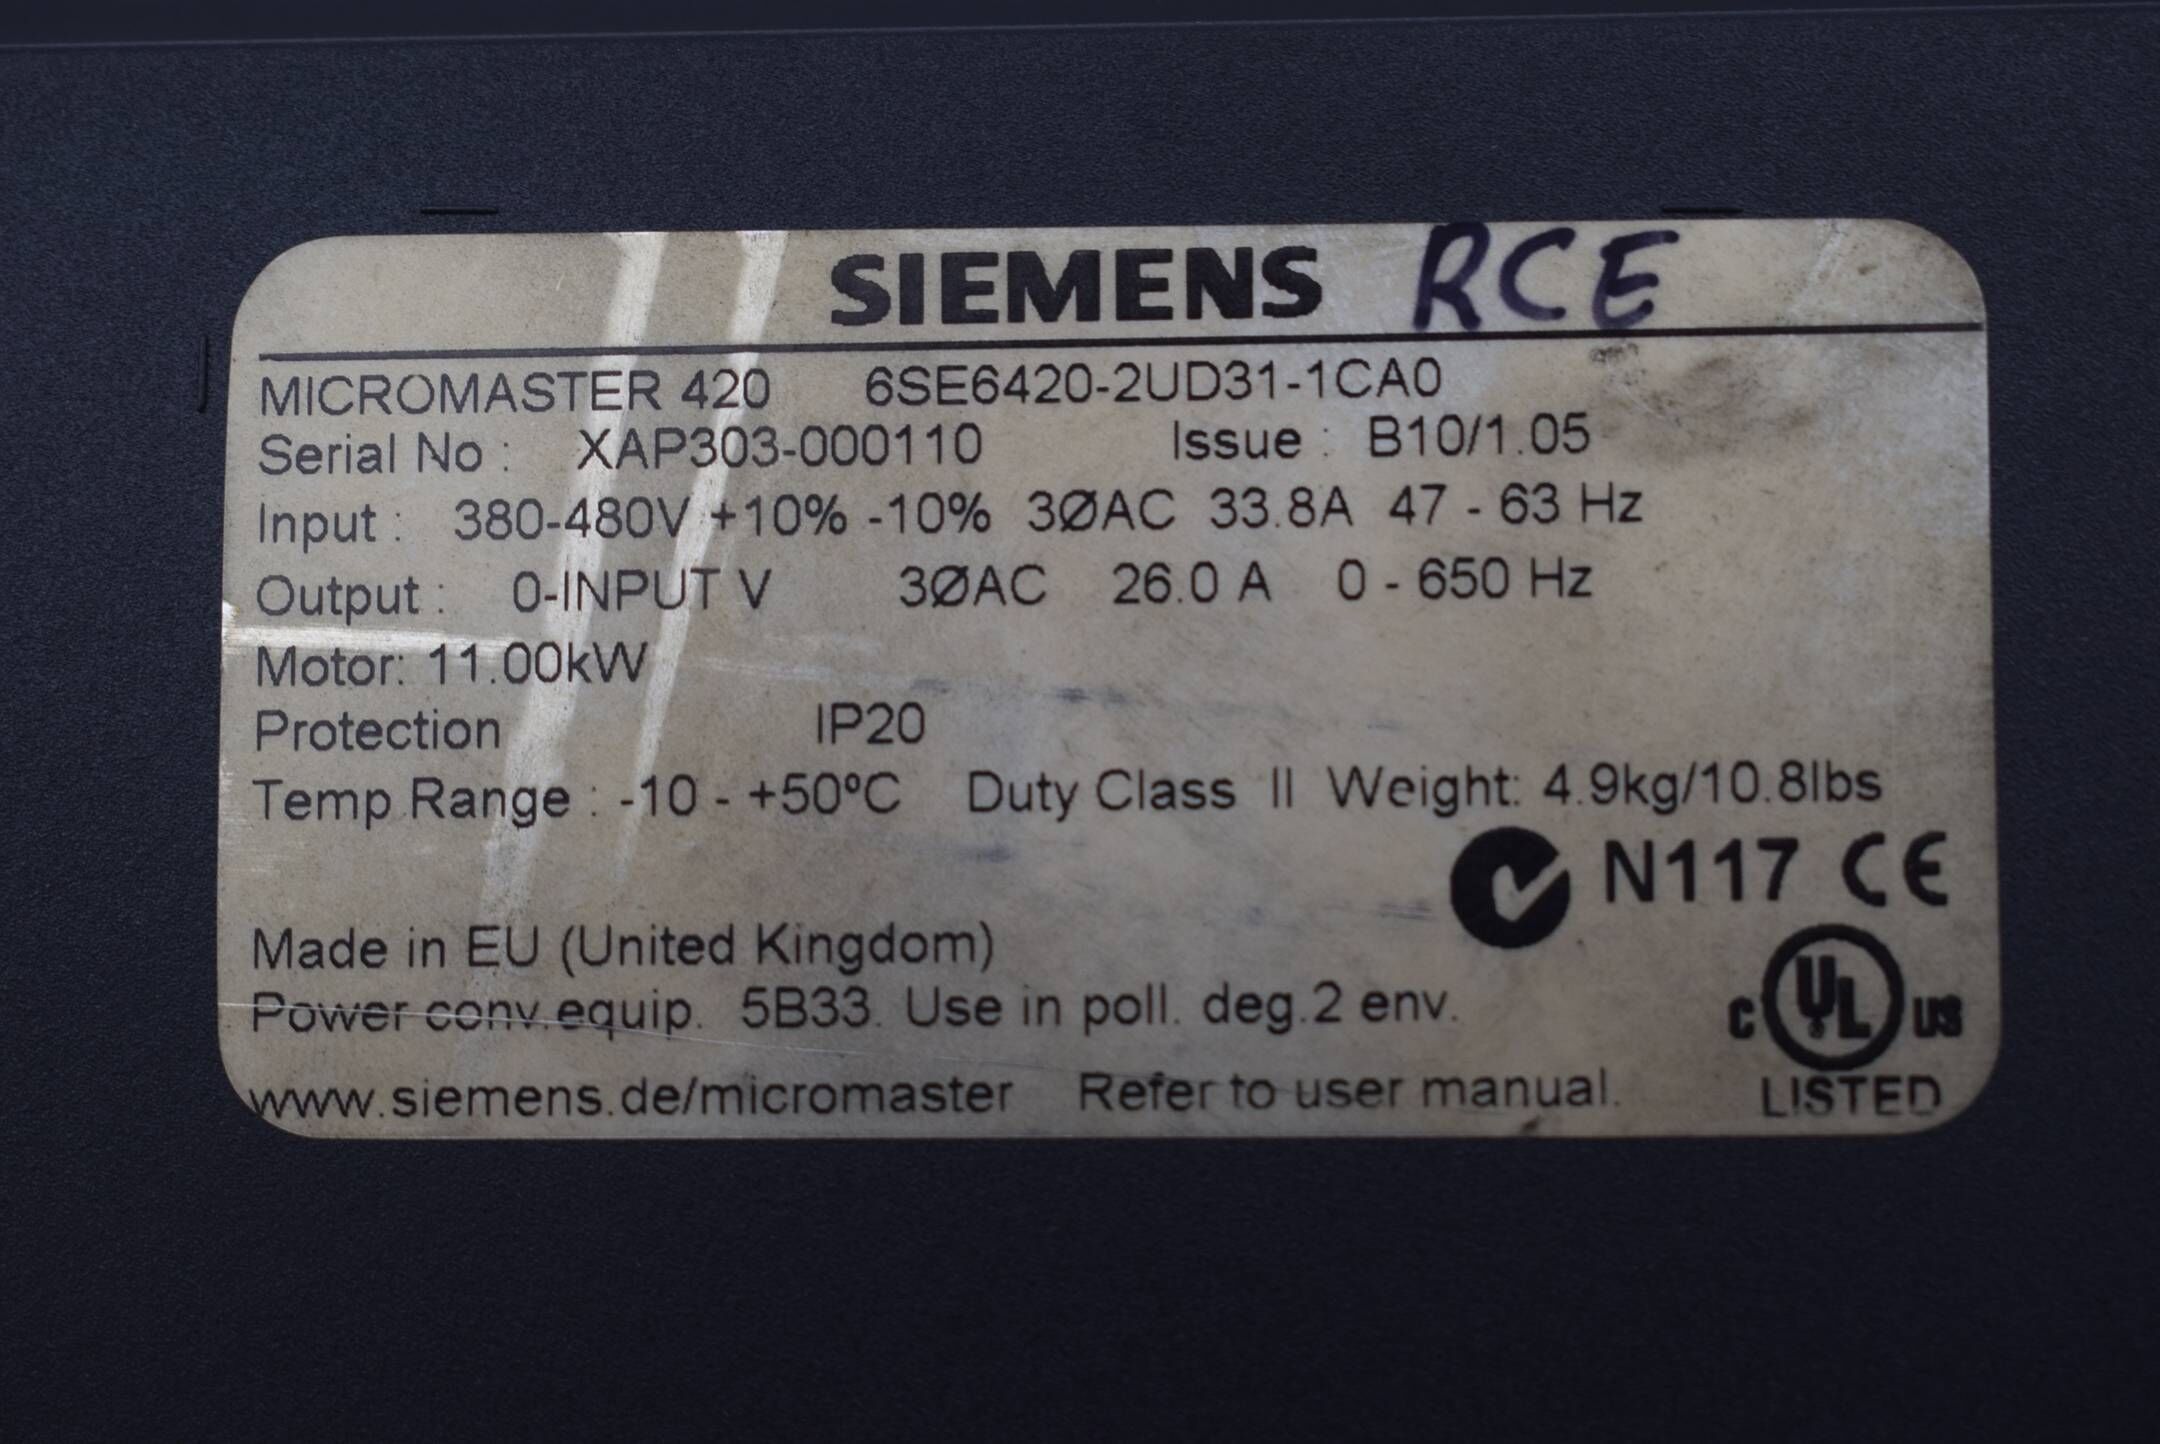 SIEMENS RCE
MICROMASTER 420 6SE6420-2UD31-1CA0
Serial No : XAP303-000110 Issue : B10/1.05
Input : 380-480V +10% -10% 3ØAC 33.8A 47 - 63 Hz
Output : 0-INPUT V 3ØAC 26.0 A 0 - 650 Hz
Motor: 11.00kW
Protection IP20
Temp Range : -10 - +50ºC Duty Class II Weight: 4.9kg/10.8lbs
N117 CE
Made in EU (United Kingdom)
Power conv.equip. 5B33. Use in poll. deg.2 env.
C UL US
www.siemens.de/micromaster Refer to user manual.
LISTED